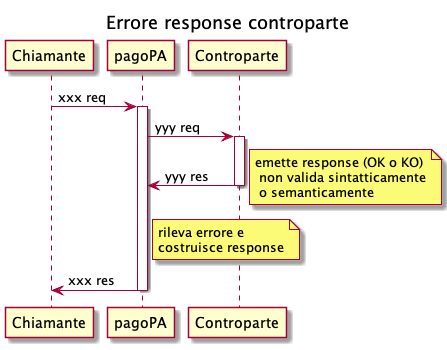 Errore response controparte
Chiamante
pagoPA
Controparte
xxx req
yyy req
emette response (OK o KO)
non valida sintatticamente
o semanticamente
yyy res
rileva errore e
costruisce response
xxx res
Chiamante
pagoPA
Controparte